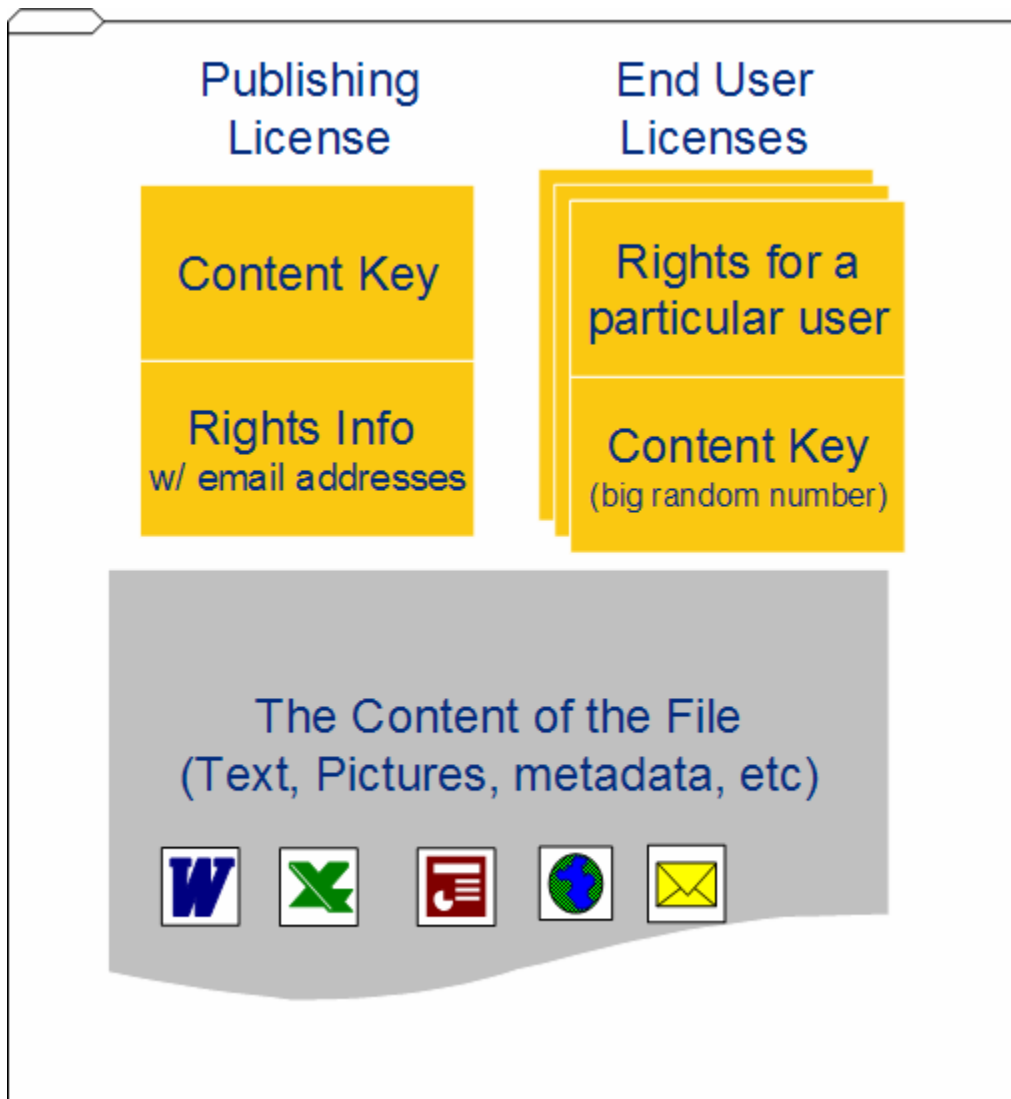 Publishing
License
End User
Licenses
Content Key
Rights Info
w/ email addresses
Rights for a
particular user
Content Key
(big random number)
The Content of the File
(Text, Pictures, metadata, etc)
W
X